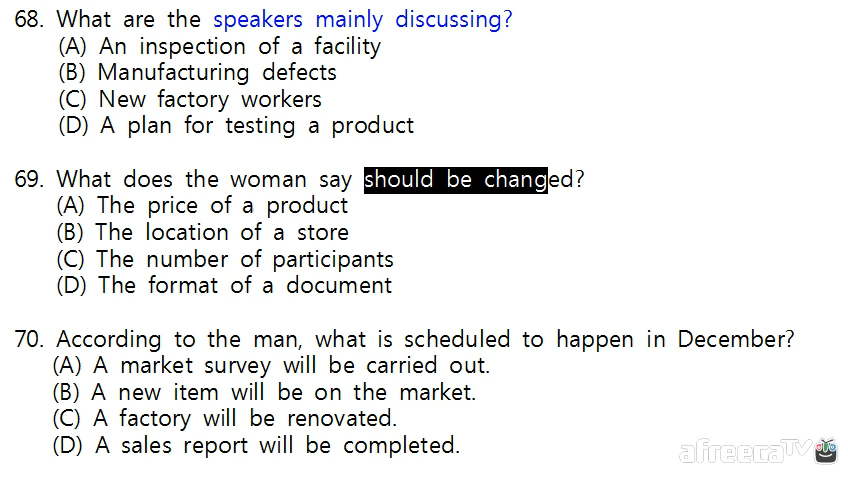 68. What are the speakers mainly discussing?
(A) An inspection of a facility
(B) Manufacturing defects
(C) New factory workers
(D) A plan for testing a product
69. What does the woman say should be changed?
(A) The price of a product
(B) The location of a store
(C) The number of participants
(D) The format of a document
70. According to the man, what is scheduled to happen in December?
(A) A market survey will be carried out.
(B) A new item will be on the market.
(C) A factory will be renovated.
(D) A sales report will be completed.
afreecaTV